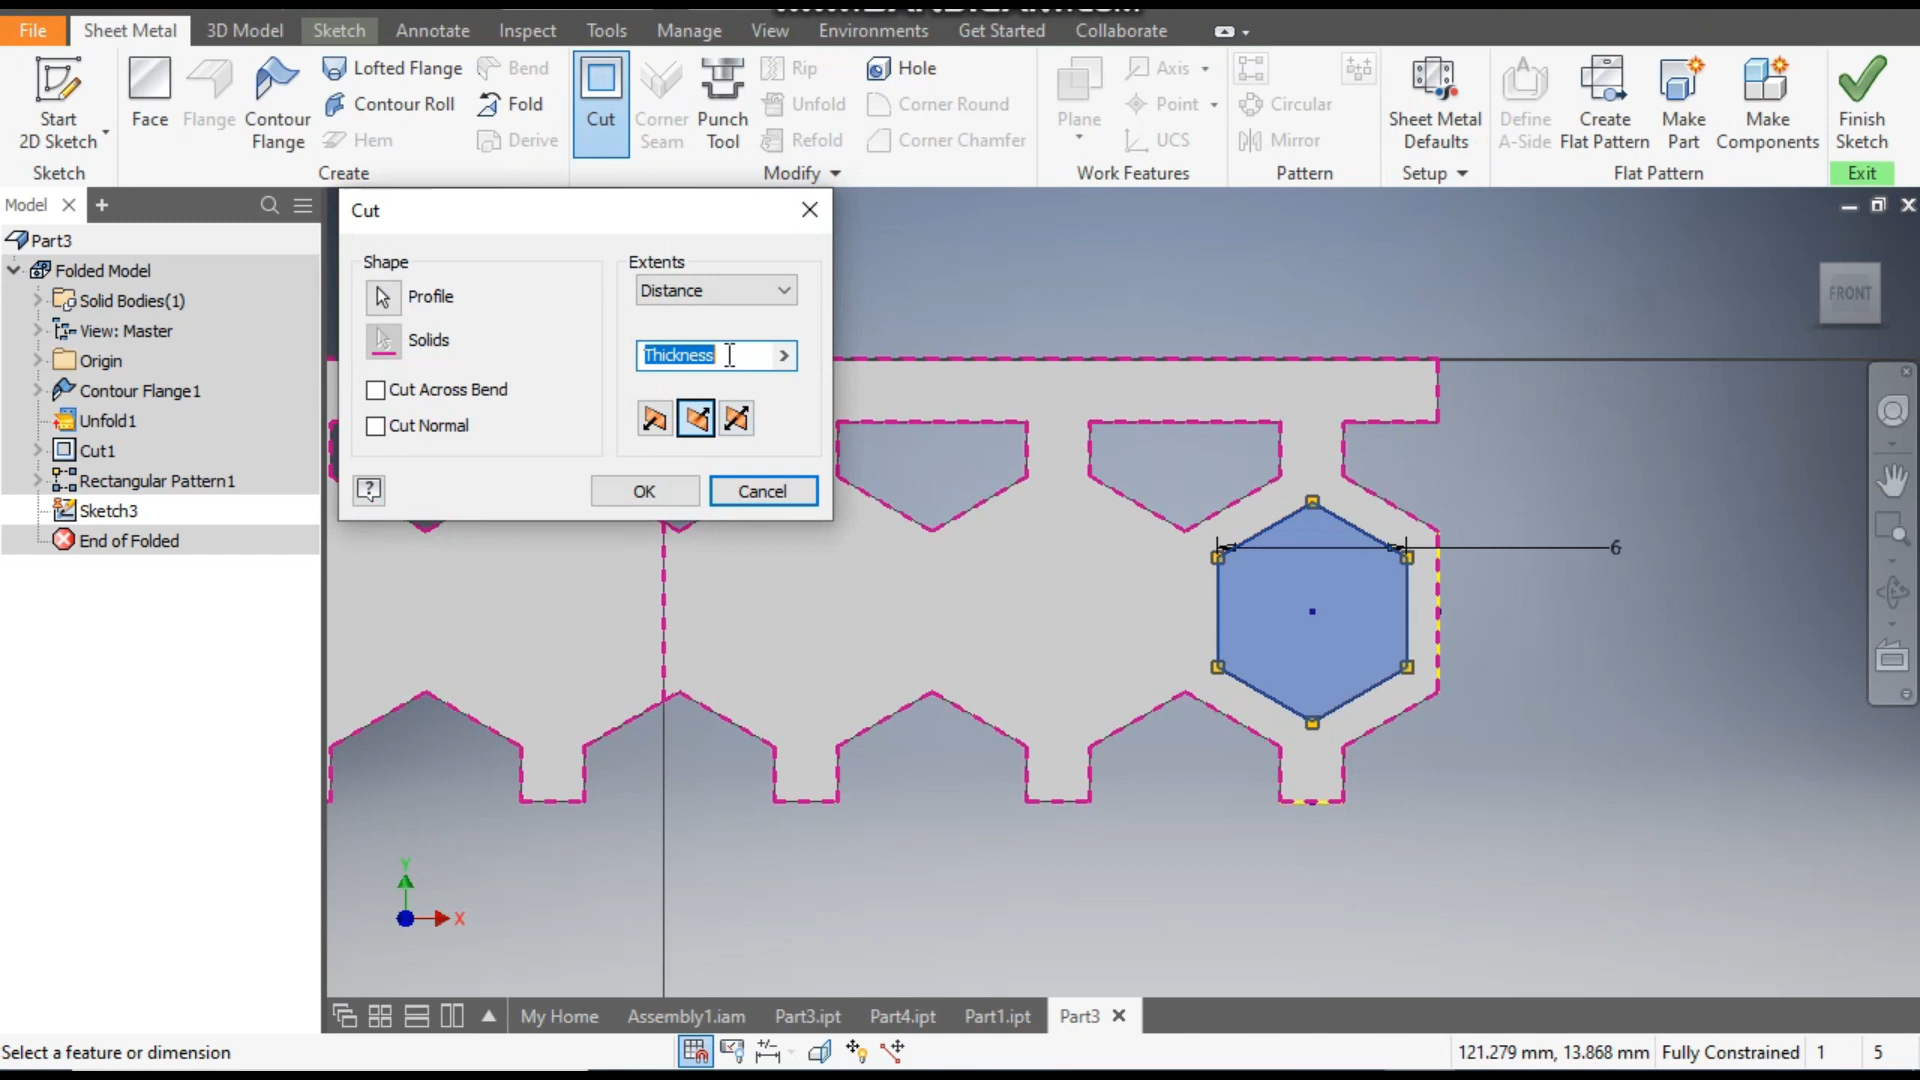 File
Sheet Metal
3D Model
Sketch
Annotate
Inspect
Tools
Manage
View
Environments
Get Started
Collaborate
Start
2D Sketch
Face
Flange
Contour
Flange
Lofted Flange
Contour Roll
Hem
Bend
Fold
Derive
Cut
Corner
Seam
Punch
Tool
Rip
Unfold
Refold
Hole
Corner Round
Corner Chamfer
Plane
Axis
Point
UCS
Circular
Mirror
Sheet Metal
Defaults
Define
A-Side
Create
Flat Pattern
Make
Part
Make
Components
Finish
Sketch
Sketch
Create
Modify
Work Features
Pattern
Setup
Flat Pattern
Exit
Model
Part3
Folded Model
Solid Bodies(1)
View: Master
Origin
Contour Flange1
Unfold1
Cut1
Rectangular Pattern1
Sketch3
End of Folded
Cut
Shape
Profile
Solids
Cut Across Bend
Cut Normal
Extents
Distance
Thickness
OK
Cancel
FRONT
6
Y
X
My Home
Assembly1.iam
Part3.ipt
Part4.ipt
Part1.ipt
Part3
Select a feature or dimension
121.279 mm, 13.868 mm
Fully Constrained
1
5